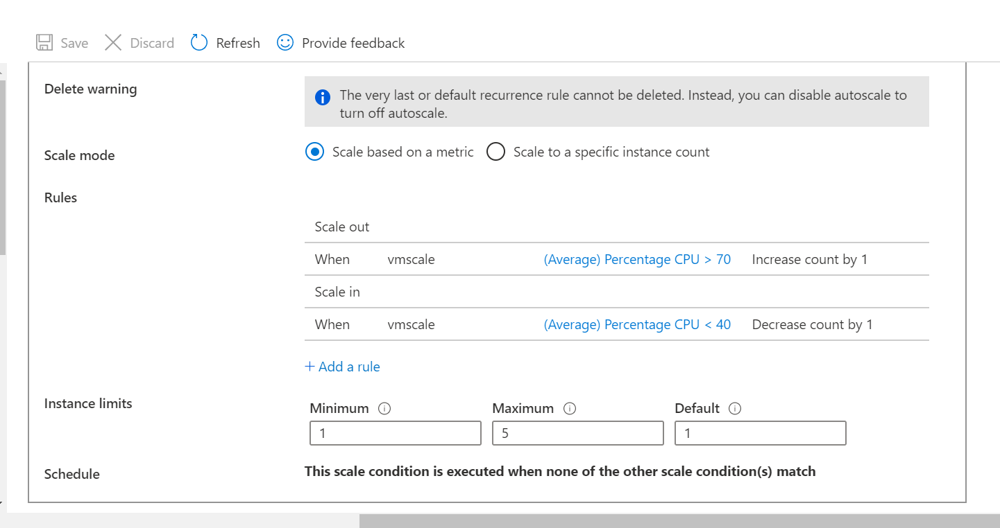 Save Discard Refresh Provide feedback
Delete warning
The very last or default recurrence rule cannot be deleted. Instead, you can disable autoscale to
turn off autoscale.
Scale mode
Scale based on a metric Scale to a specific instance count
Rules
Scale out
When vmscale (Average) Percentage CPU > 70 Increase count by 1
Scale in
When vmscale (Average) Percentage CPU < 40 Decrease count by 1
+ Add a rule
Instance limits
Minimum Maximum Default
1 5 1
Schedule
This scale condition is executed when none of the other scale condition(s) match